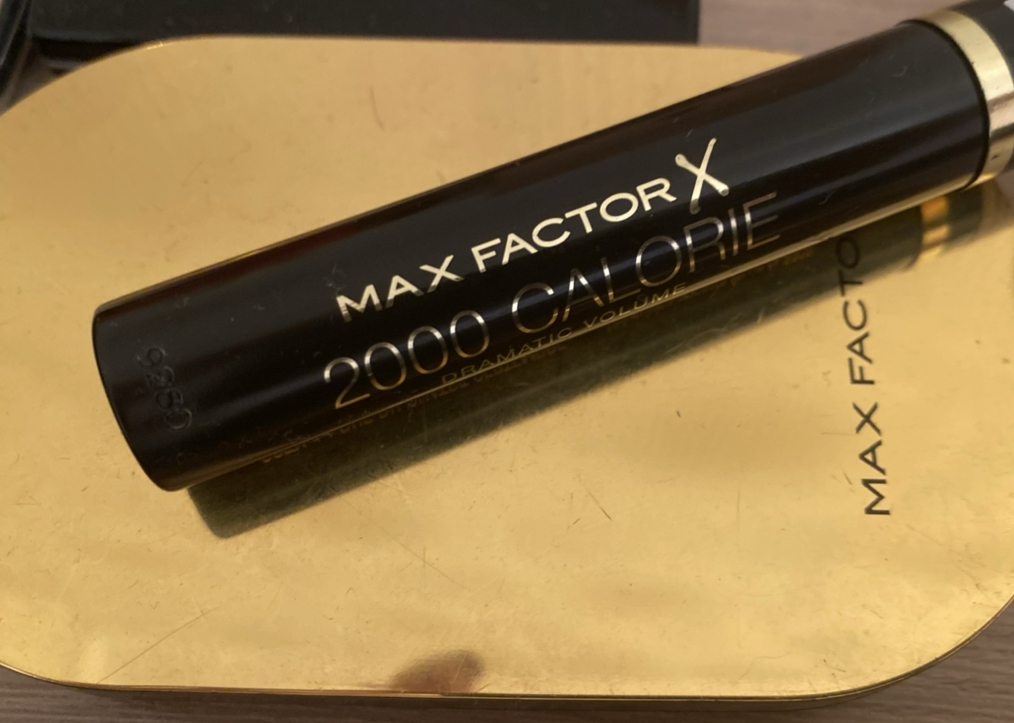 MAX FACTOR X
2000 CALORIE
DRAMATIC VOLUME
MAX FACTO